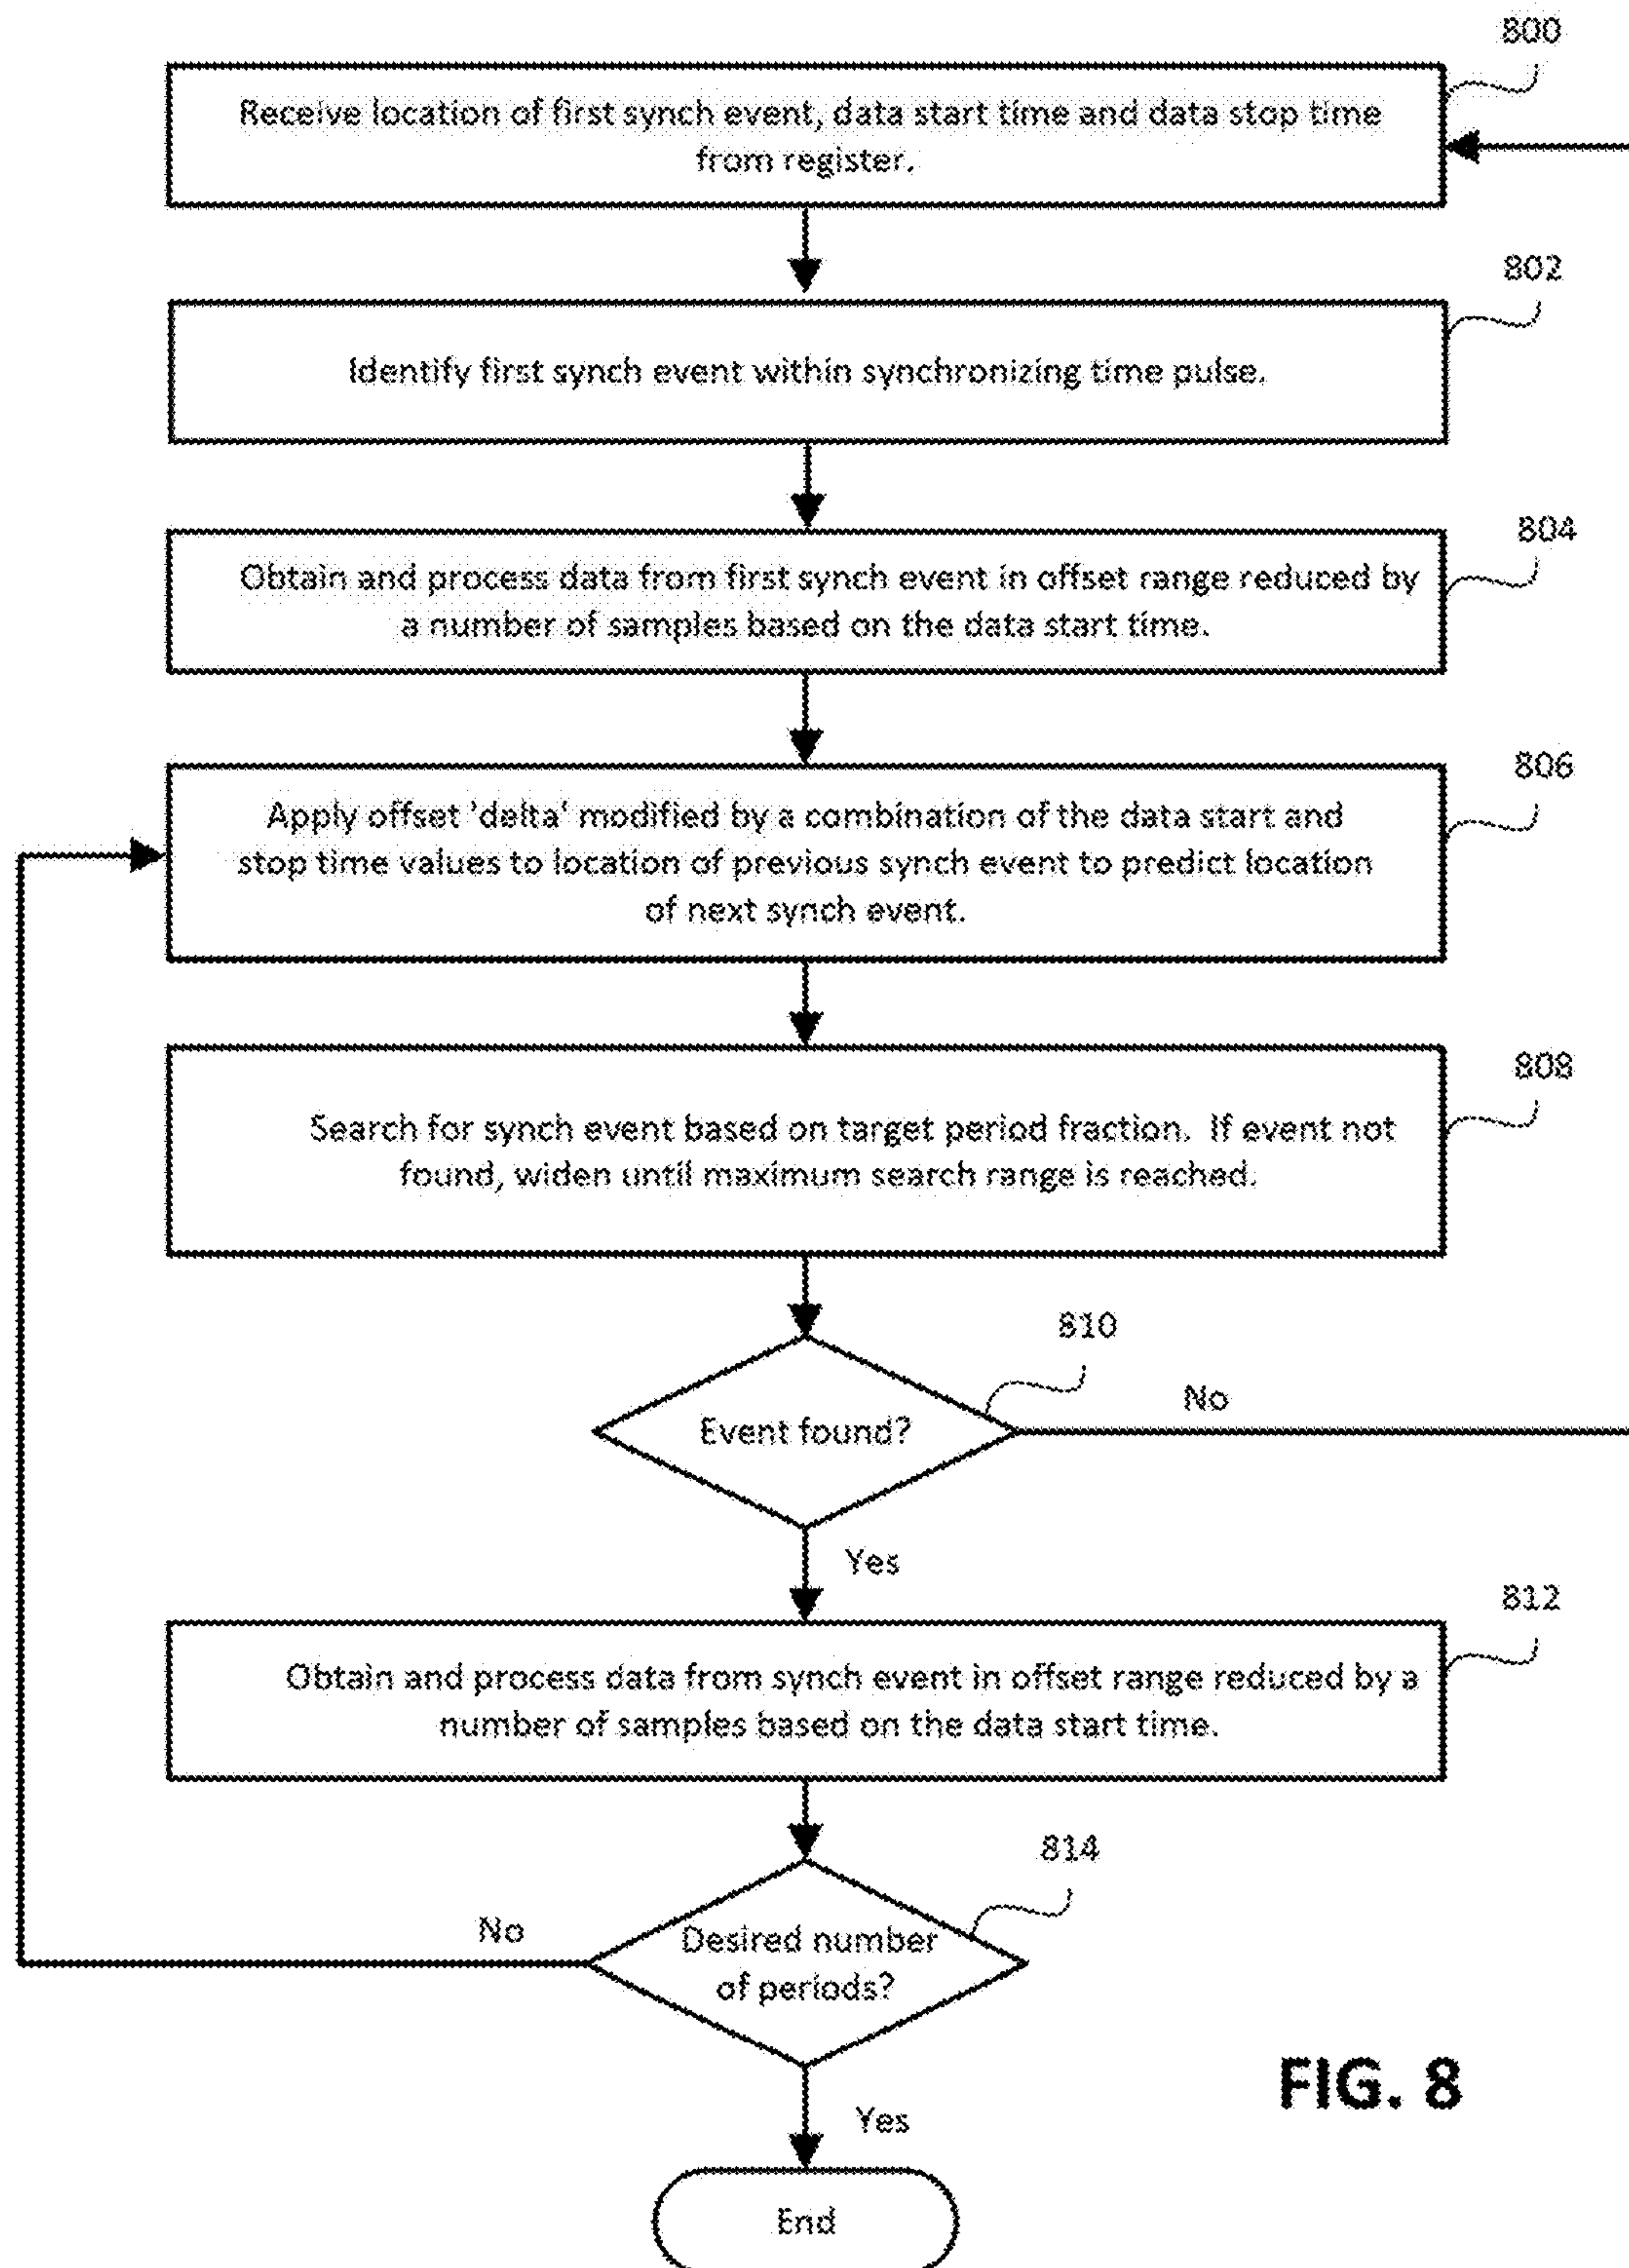 800
Receive location of first synch event, data start time and data stop time
from register.
802
Identify first synch event within synchronizing time pulse.
804
Obtain and process data from first synch event in offset range reduced by
a number of samples based on the data start time.
806
Apply offset 'delta' modified by a combination of the data start and
stop time values to location of previous synch event to predict location
of next synch event.
808
Search for synch event based on target period fraction. If event not
found, widen until maximum search range is reached.
810
Event found?
No
Yes
812
Obtain and process data from synch event in offset range reduced by a
number of samples based on the data start time.
814
No
Desired number
of periods?
Yes
FIG. 8
End